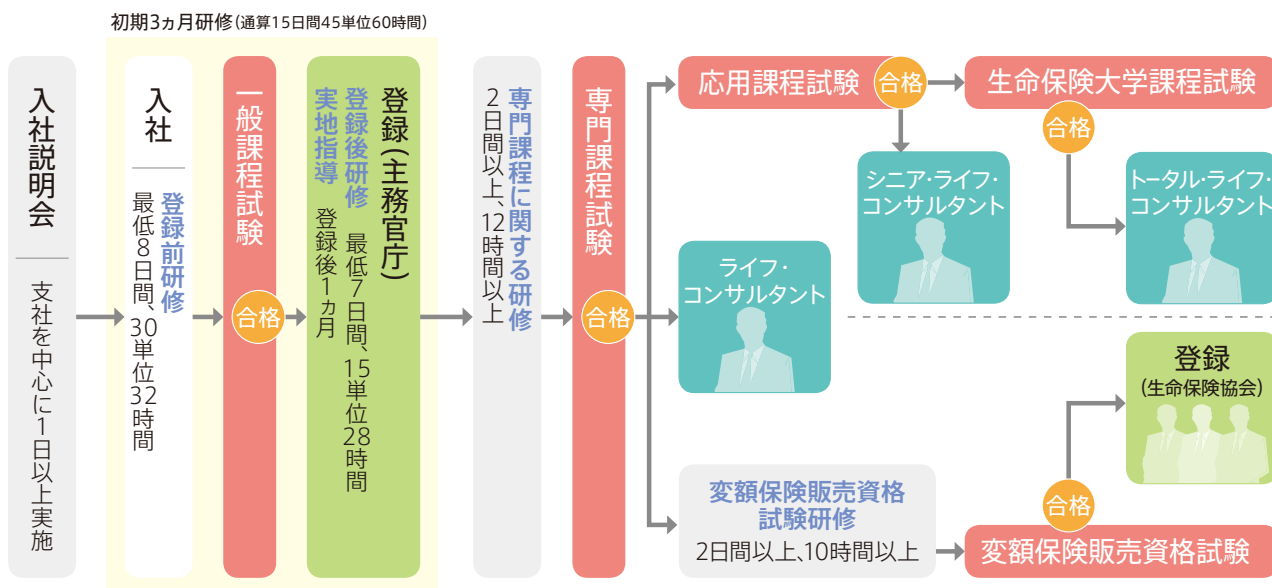 初期3ヵ月研修(通算15日間45単位60時間)
入社説明会
支社を中心に1日以上実施
入社
登録前研修
最低8日間、30単位32時間
一般課程試験
合格
登録(主務官庁)
登録後研修 最低7日間、15単位28時間
実地指導 登録後1ヵ月
専門課程に関する研修
2日間以上、12時間以上
専門課程試験
合格
応用課程試験
合格
生命保険大学課程試験
合格
シニア・ライフ・
コンサルタント
トータル・ライフ・
コンサルタント
ライフ・
コンサルタント
登録
(生命保険協会)
変額保険販売資格
試験研修
2日間以上、10時間以上
合格
変額保険販売資格試験